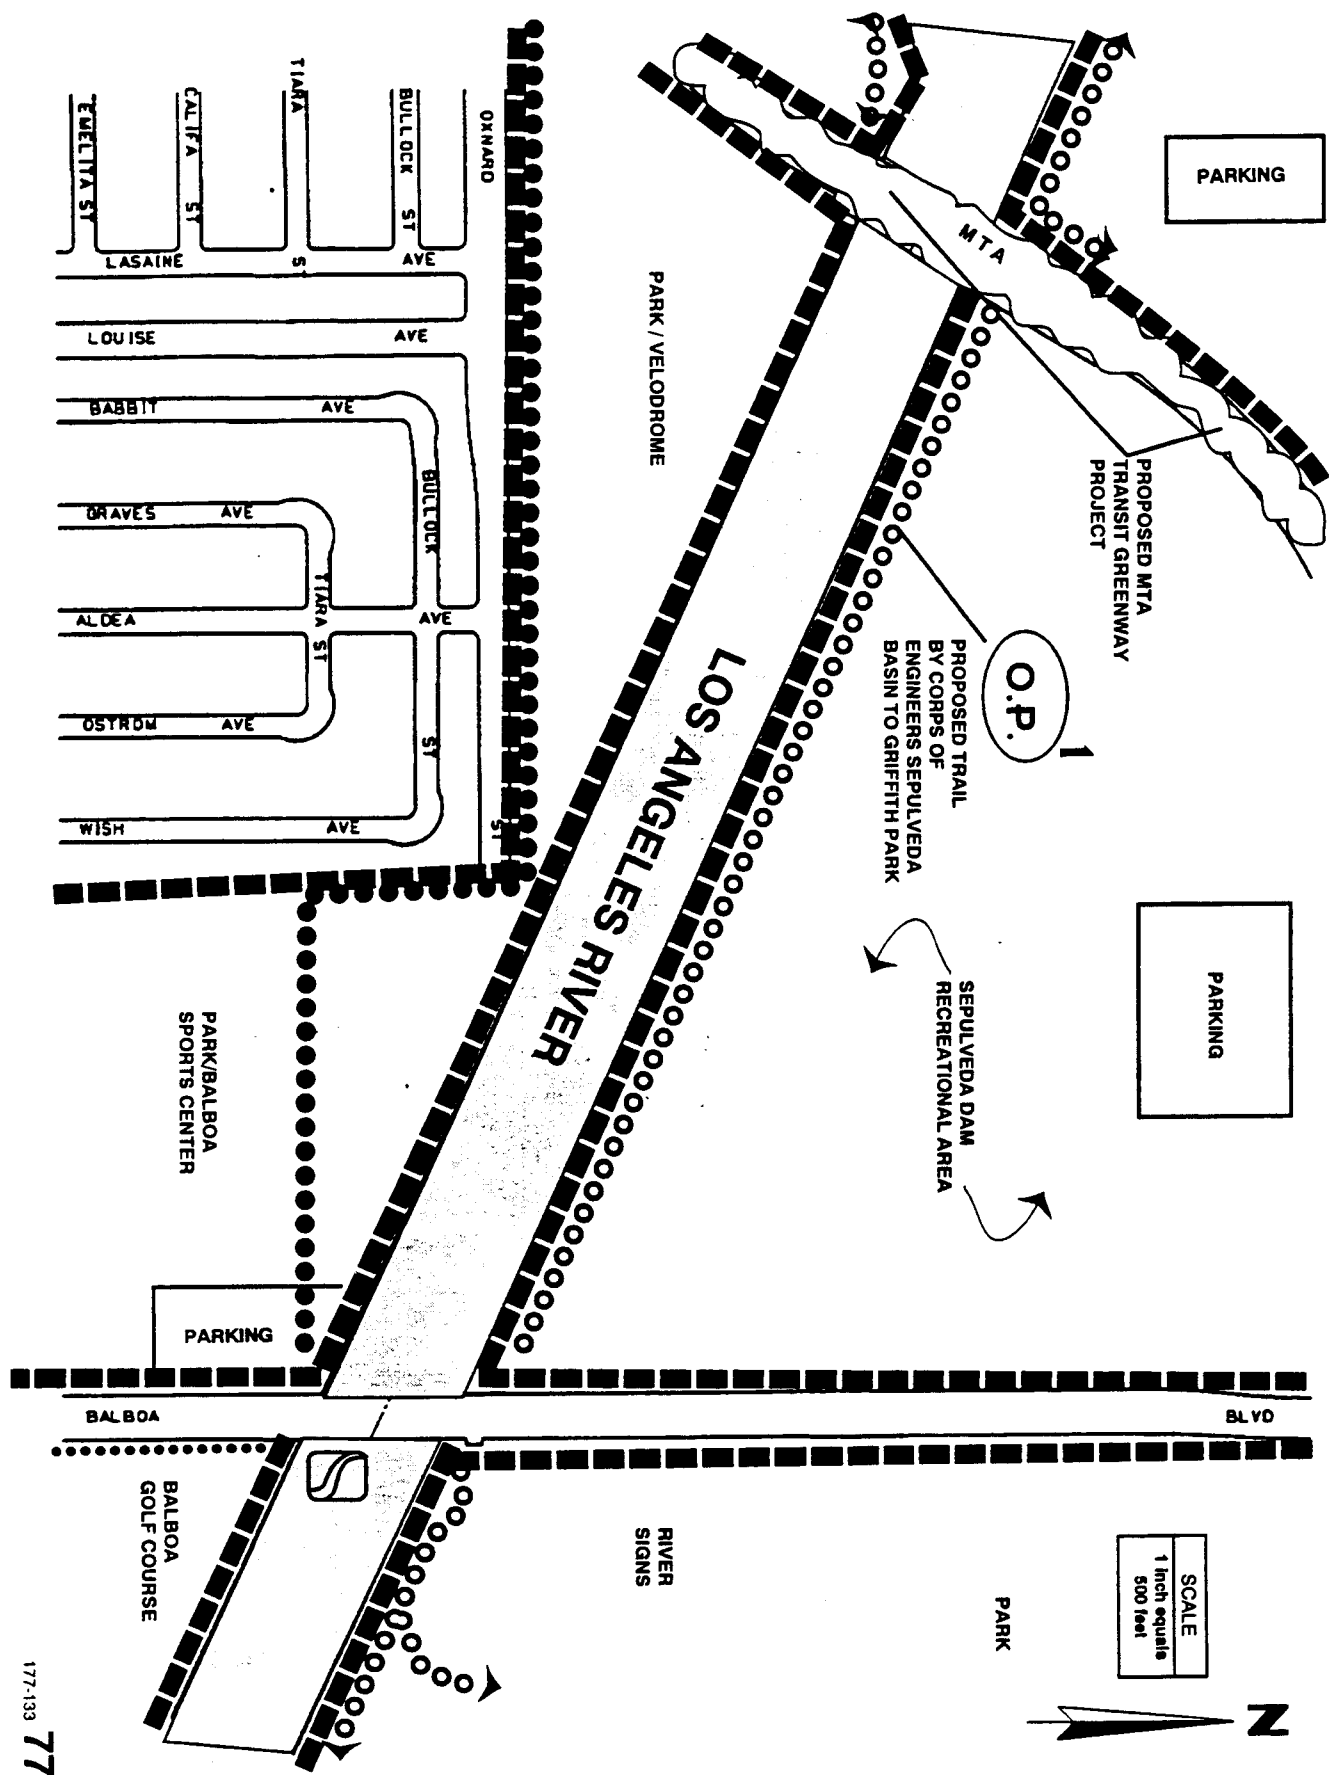 PARKING
MTA
PROPOSED MTA
TRANSIT GREENWAY
PROJECT
O.P.
1
PROPOSED TRAIL
BY CORPS OF
ENGINEERS SEPULVEDA
BASIN TO GRIFFITH PARK
PARKING
SEPULVEDA DAM
RECREATIONAL AREA
PARK / VELODROME
LOS ANGELES RIVER
OXNARD
ST
BULLOCK ST
TIARA
S
CALIFA ST
EMELITA ST
LASAINE AVE
LOUISE AVE
BABBIT AVE
BULLOCK
ST
GRAVES AVE
TIARA ST
ALDEA AVE
OSTROM AVE
WISH AVE
PARK/BALBOA
SPORTS CENTER
PARKING
BALBOA BLVD
BALBOA
GOLF COURSE
RIVER
SIGNS
PARK
SCALE
1 inch equals
500 feet
N
177-133 77